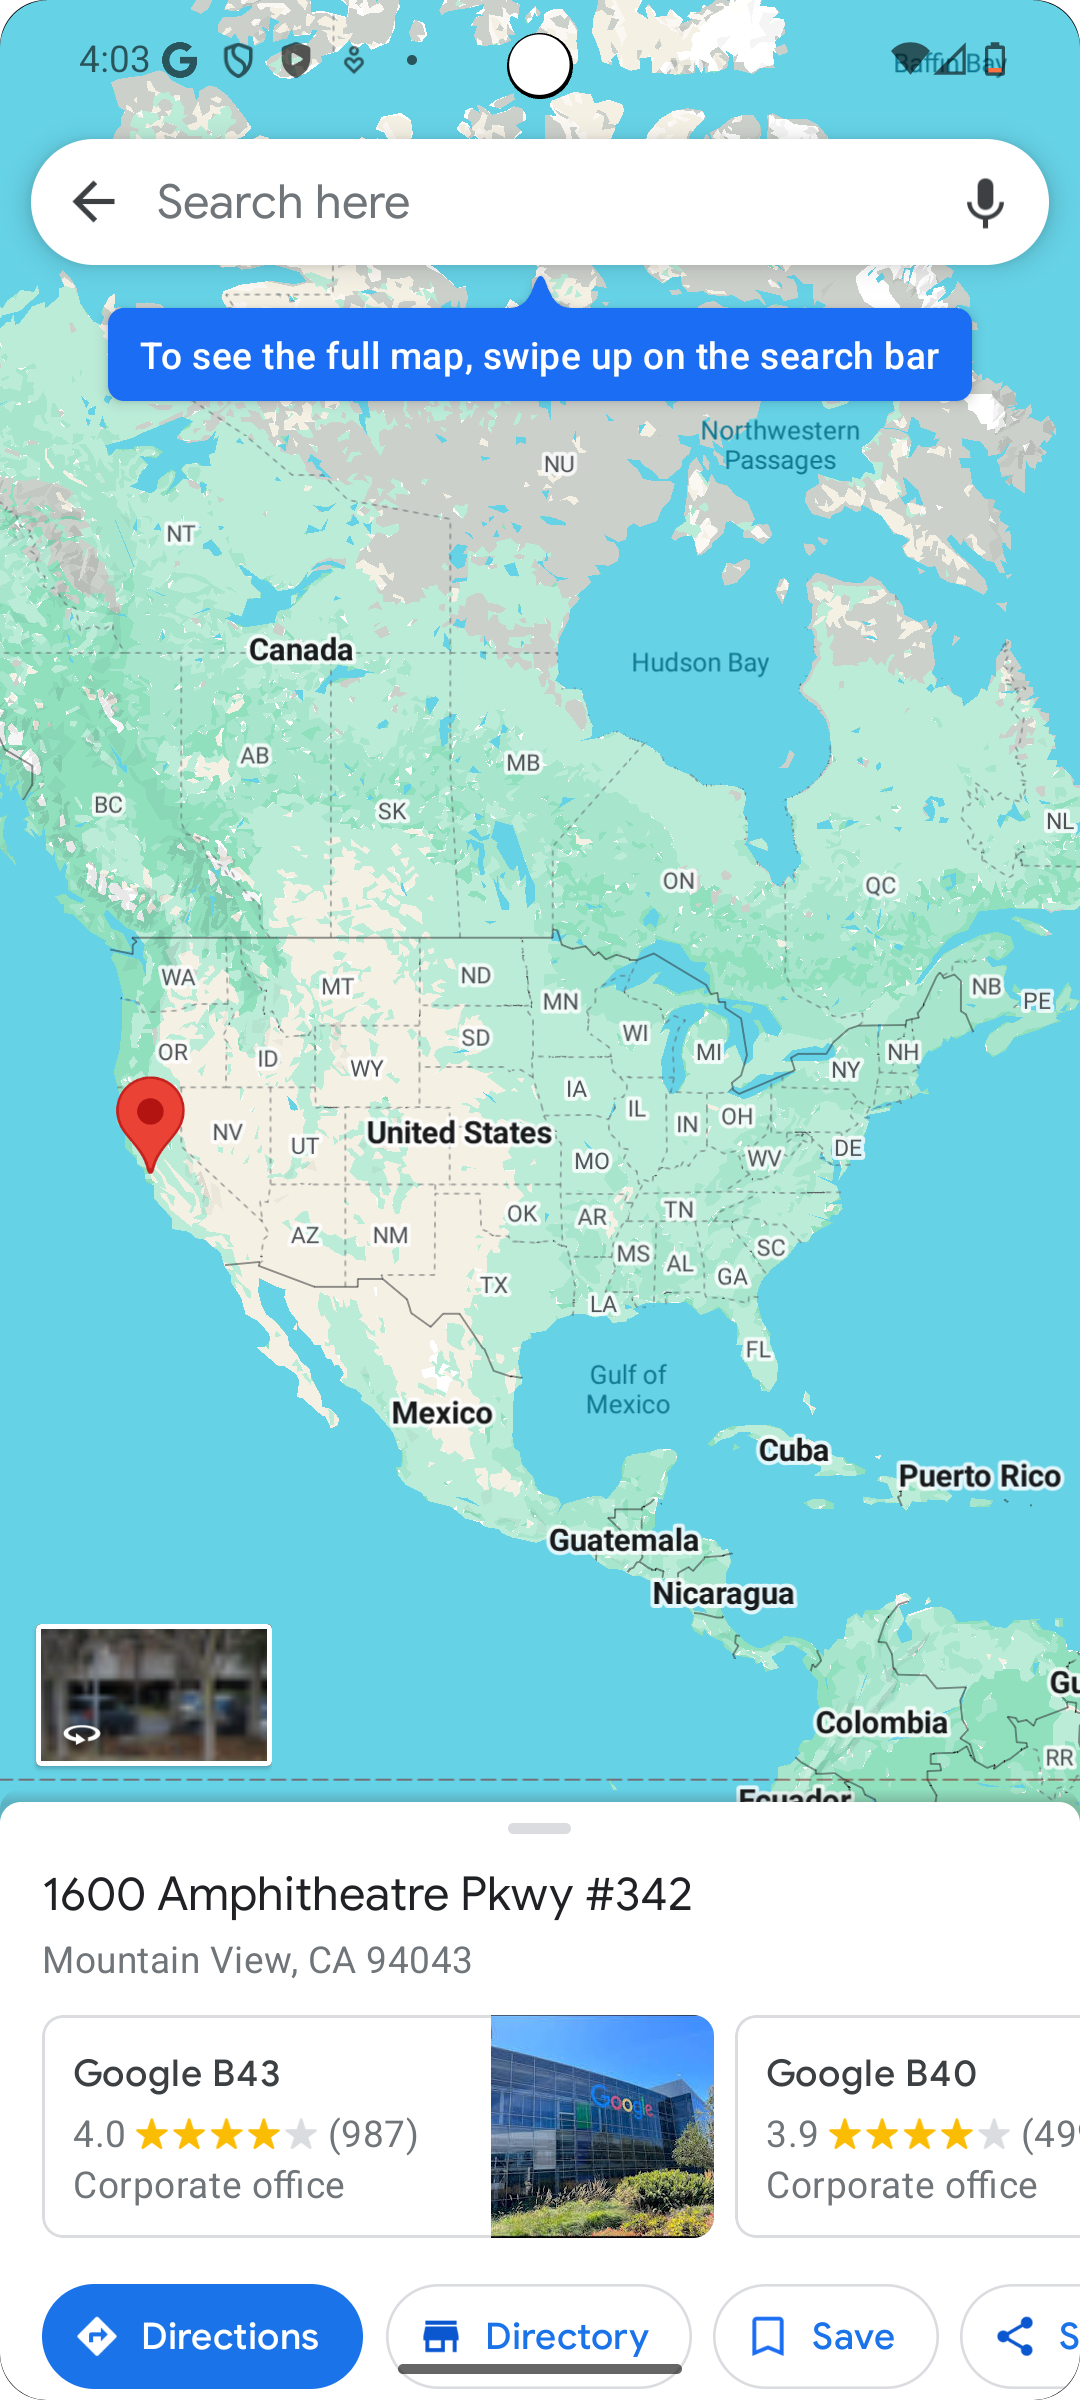 4:03
Baffin Bay
Search here
To see the full map, swipe up on the search bar
Northwestern
Passages
NU
NT
Canada
Hudson Bay
AB
MB
BC
SK
NL
ON
QC
WA
MT
ND
NB
MN
PE
OR
ID
SD
WI
MI
NH
WY
NY
IA
IL
IN
OH
NV
UT
United States
MO
WV
DE
OK
AR
TN
AZ
NM
MS
AL
SC
GA
TX
LA
FL
Gulf of
Mexico
Mexico
Cuba
Puerto Rico
Guatemala
Nicaragua
Gu
Colombia
RR
Ecuador
1600 Amphitheatre Pkwy #342
Mountain View, CA 94043
Google B43
4.0 (987)
Corporate office
Google
Google B40
3.9 (499
Corporate office
Directions
Directory
Save
S